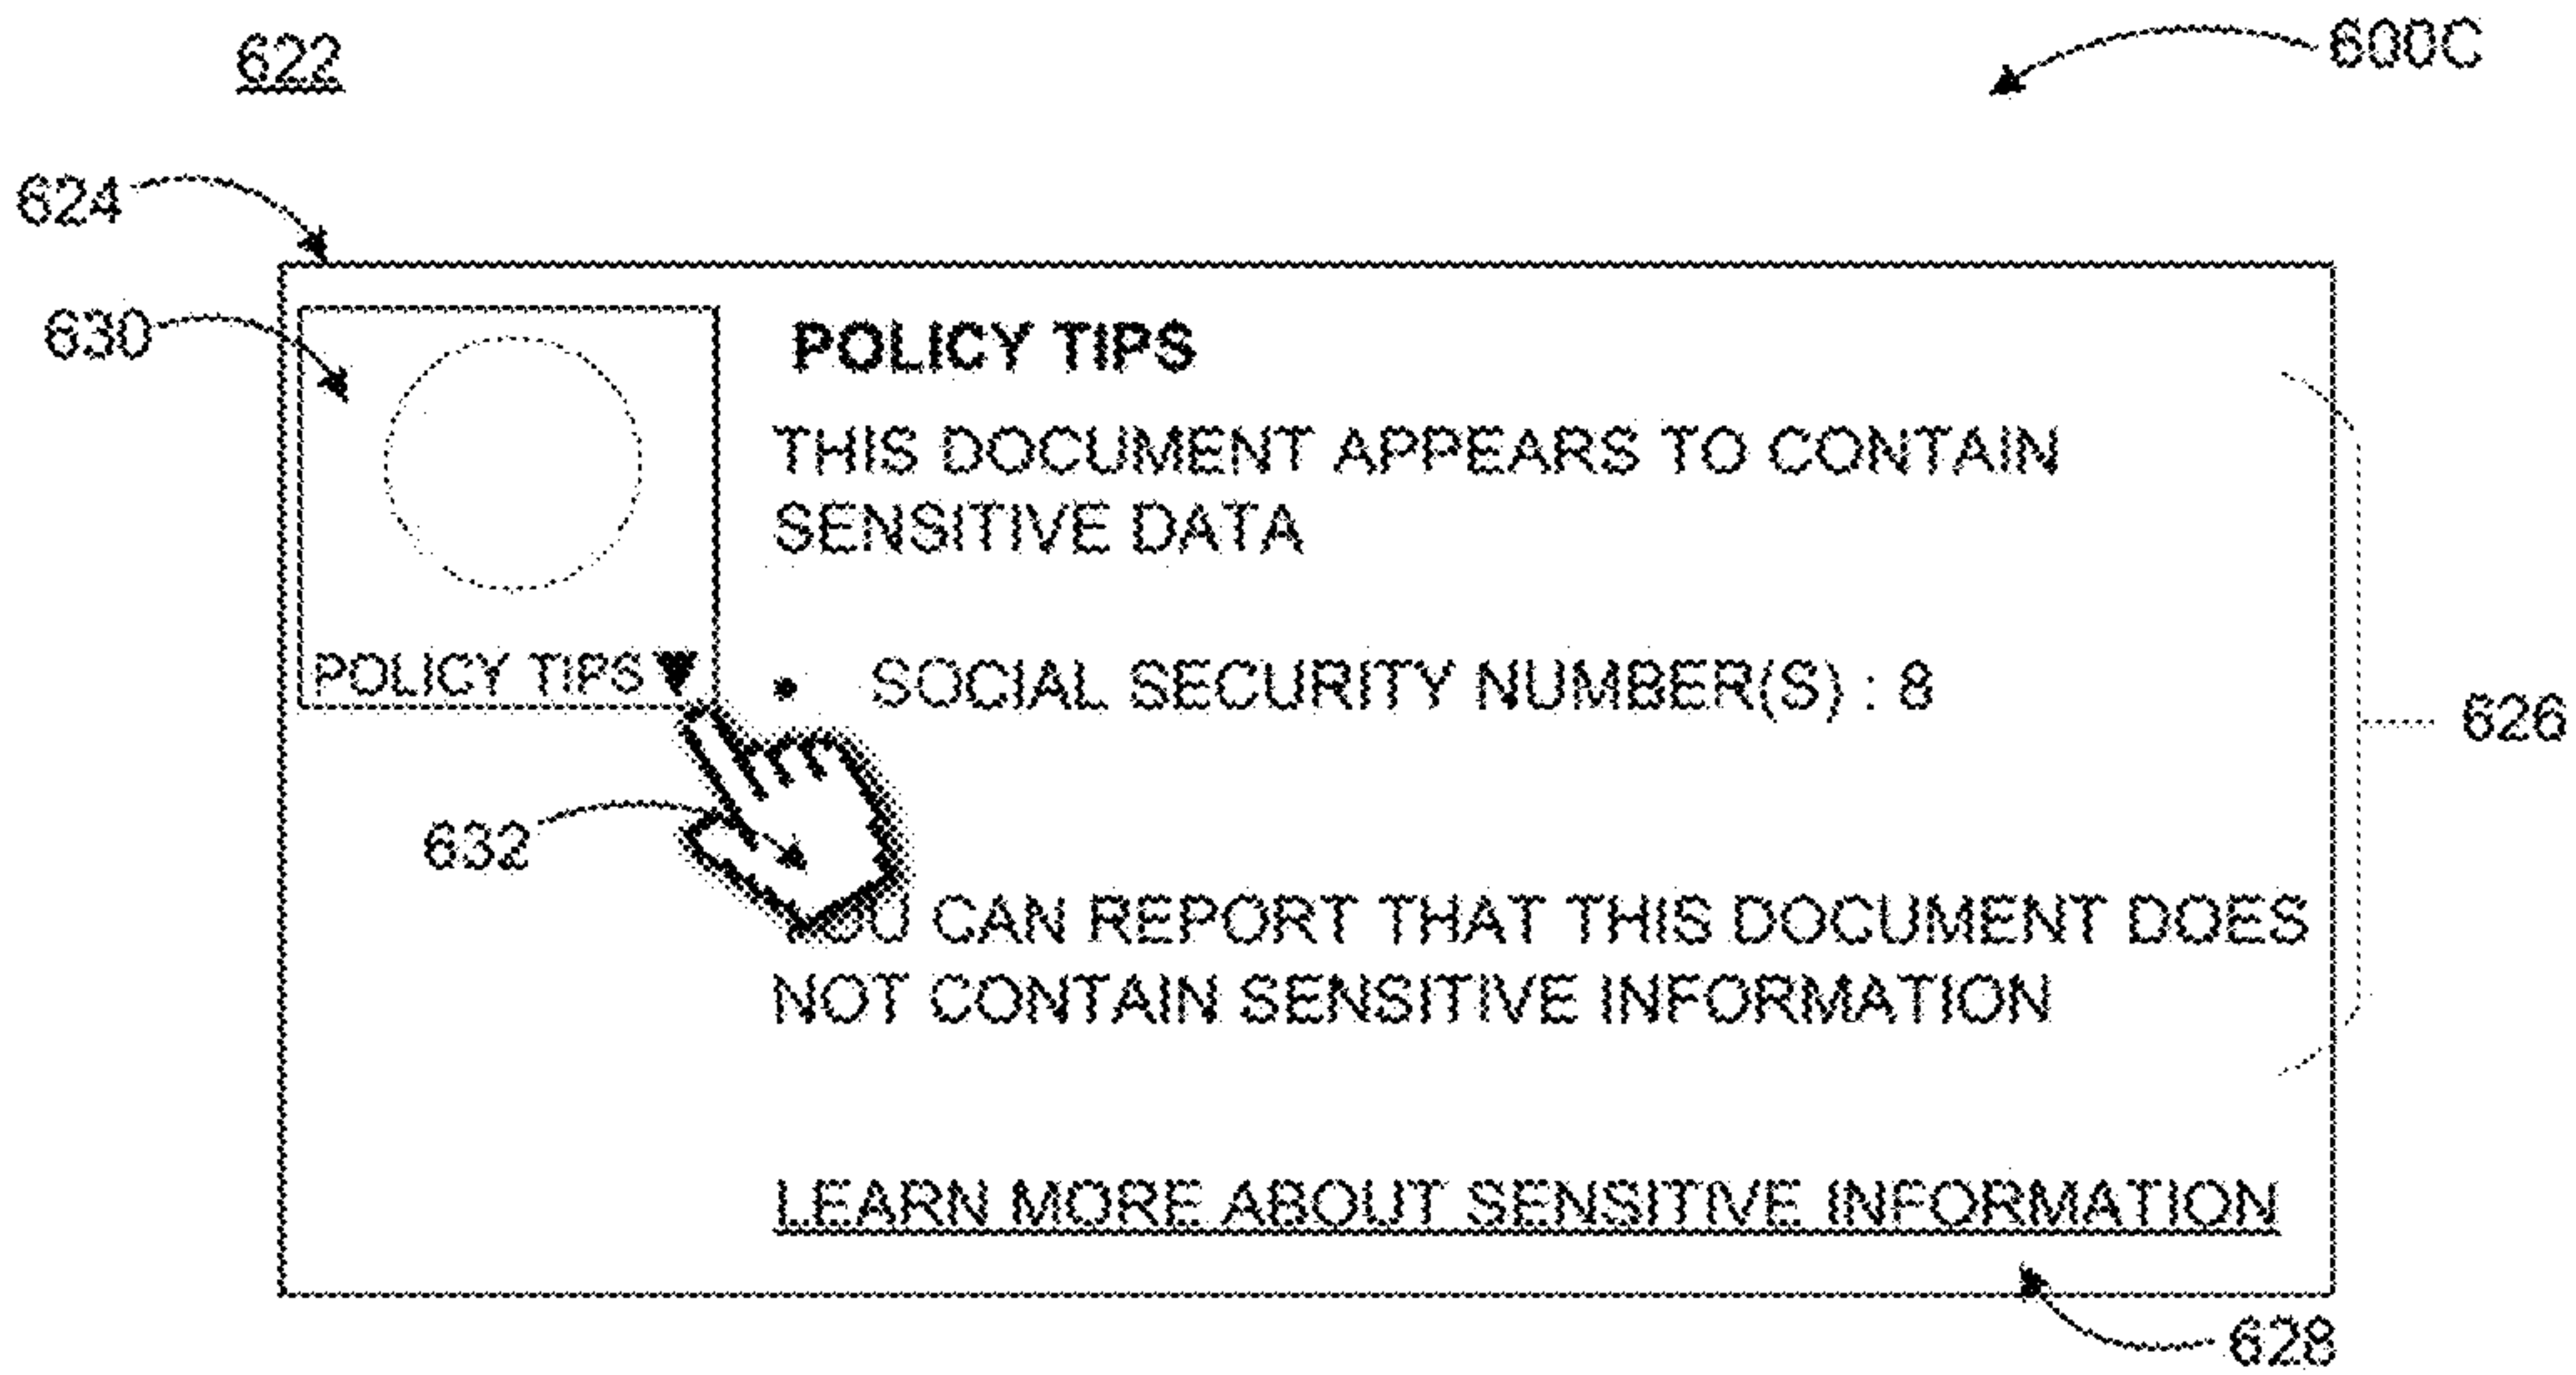 622
600C
624
630
POLICY TIPS
THIS DOCUMENT APPEARS TO CONTAIN
SENSITIVE DATA
POLICY TIPS▼
• SOCIAL SECURITY NUMBER(S) : 8
626
632
YOU CAN REPORT THAT THIS DOCUMENT DOES
NOT CONTAIN SENSITIVE INFORMATION
LEARN MORE ABOUT SENSITIVE INFORMATION
628